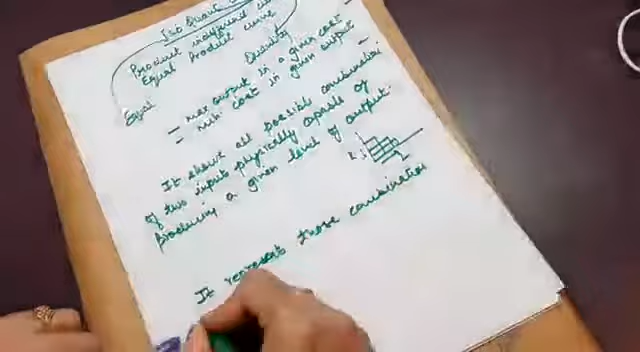 Iso Quant
Product indifference
Equal Product curve
Equal Quantity
= max output in a given cost
= min cost in given output
It shows all possible combination
of two inputs physically capable of
producing a given level of output.
It represents those combination